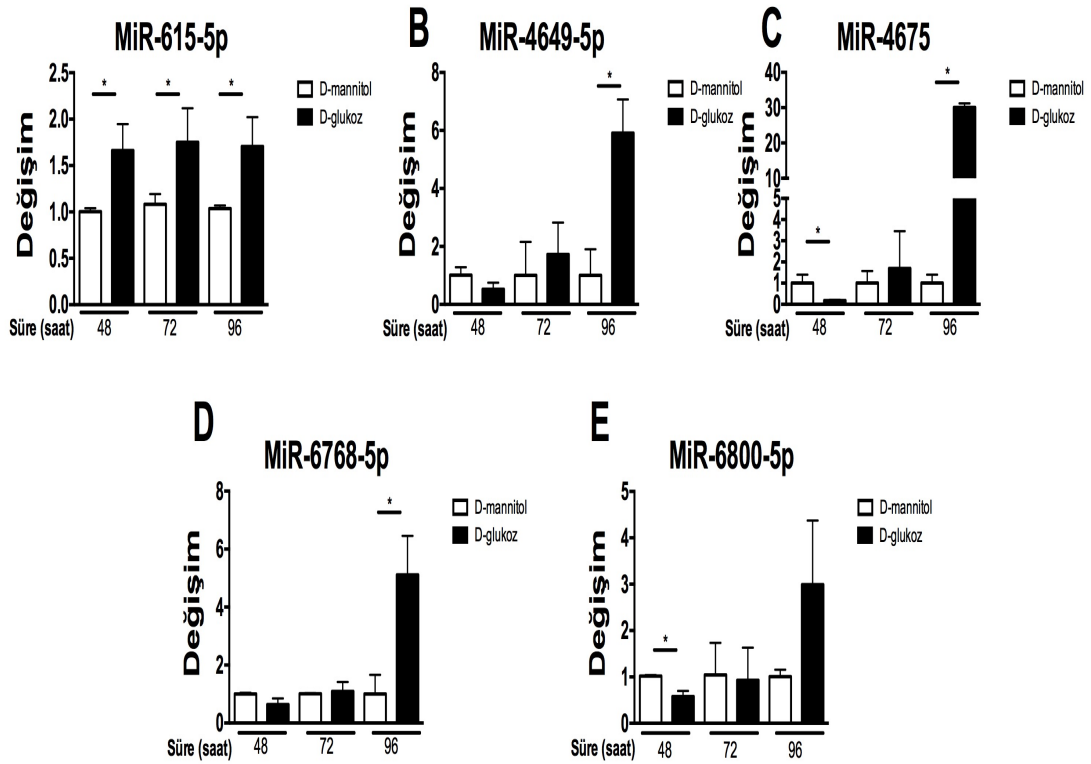 MiR-615-5p
2.5
2.0
1.5
1.0
0.5
0.0
Değişim
* * *
D-mannitol
D-glukoz
Süre (saat) 48 72 96
B
MiR-4649-5p
8
6
4
2
0
Değişim
*
D-mannitol
D-glukoz
Süre (saat) 48 72 96
C
MiR-4675
40
30
20
10
5
4
3
2
1
0
Değişim
* *
D-mannitol
D-glukoz
Süre (saat) 48 72 96
D
MiR-6768-5p
8
6
4
2
0
Değişim
*
D-mannitol
D-glukoz
Süre (saat) 48 72 96
E
MiR-6800-5p
5
4
3
2
1
0
Değişim
*
D-mannitol
D-glukoz
Süre (saat) 48 72 96